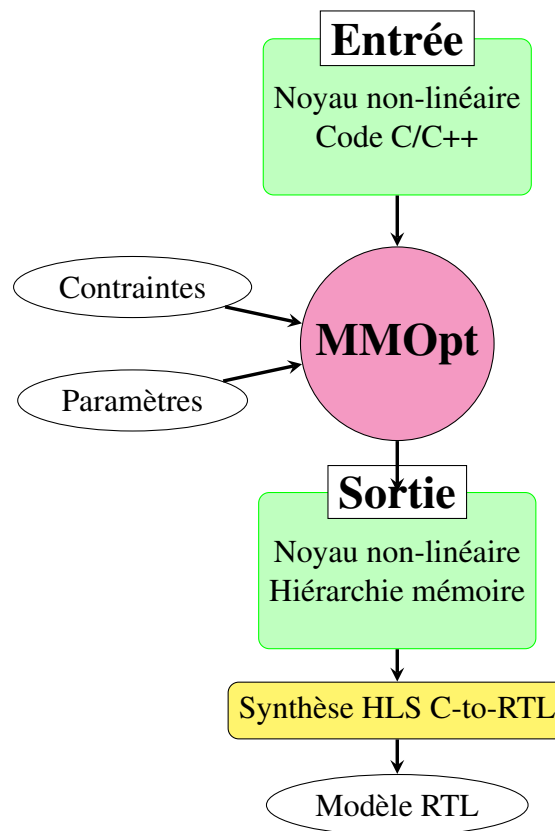 Entrée
Noyau non-linéaire
Code C/C++
Contraintes
MMOpt
Paramètres
Sortie
Noyau non-linéaire
Hiérarchie mémoire
Synthèse HLS C-to-RTL
Modèle RTL